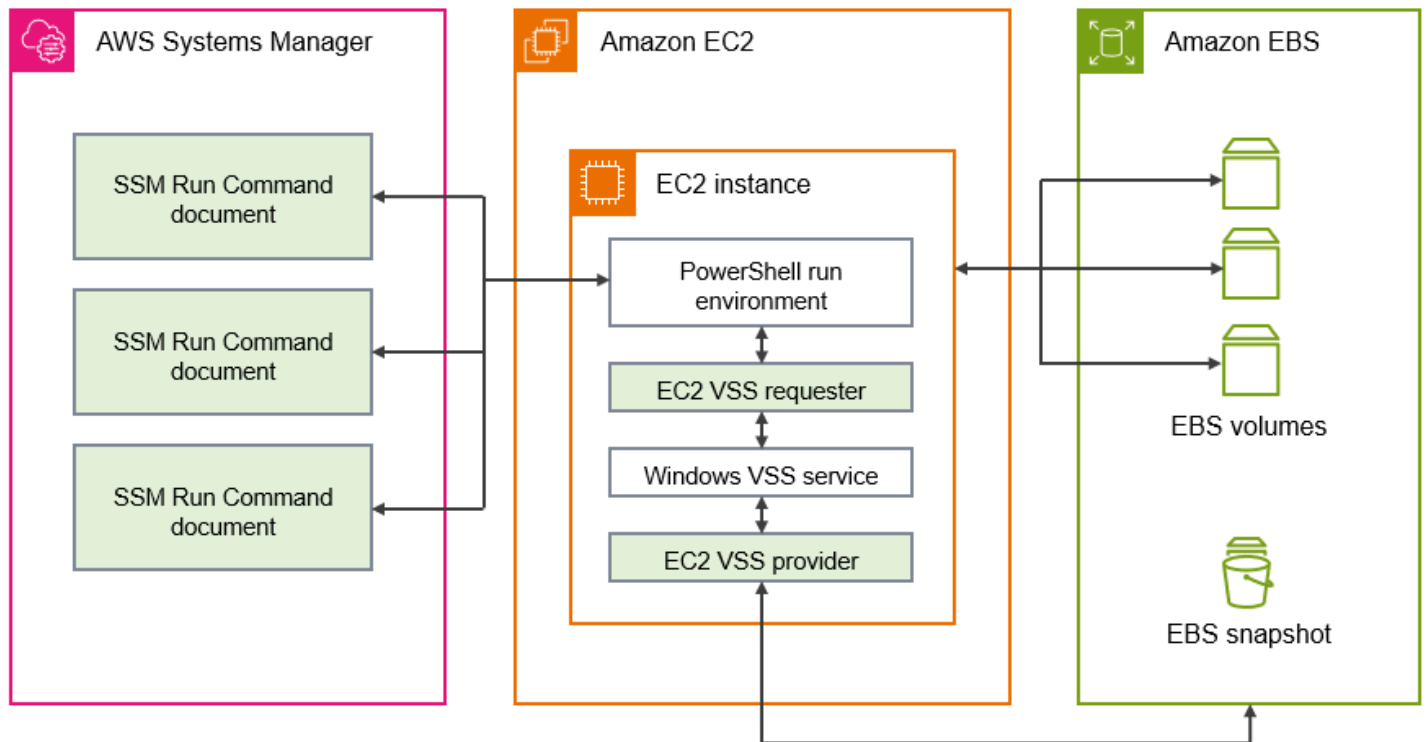 AWS Systems Manager
SSM Run Command
document
SSM Run Command
document
SSM Run Command
document
Amazon EC2
EC2 instance
PowerShell run
environment
EC2 VSS requester
Windows VSS service
EC2 VSS provider
Amazon EBS
EBS volumes
EBS snapshot